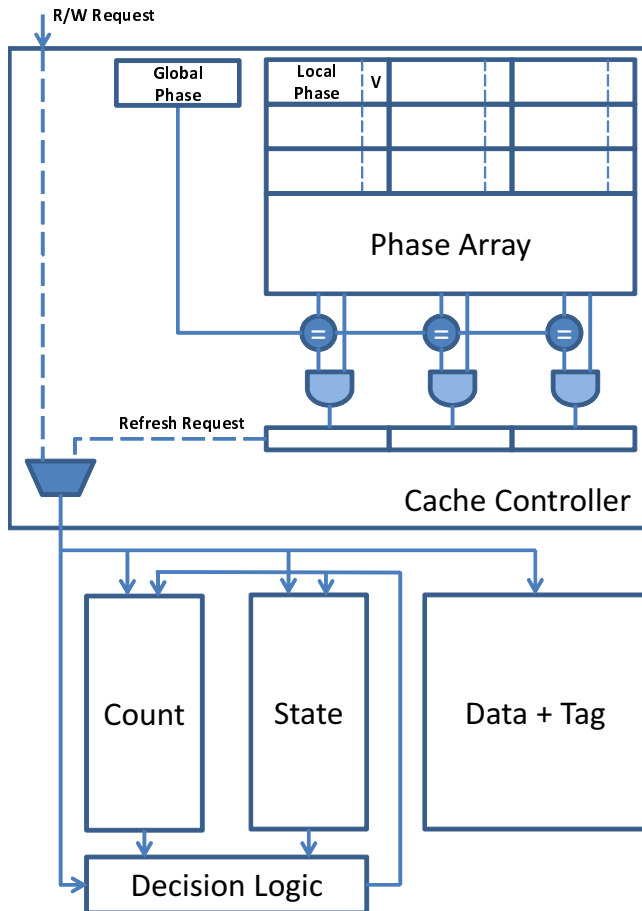 R/W Request
Global
Phase
Local
Phase
V
Phase Array
=
=
=
Refresh Request
Cache Controller
Count
State
Data + Tag
Decision Logic